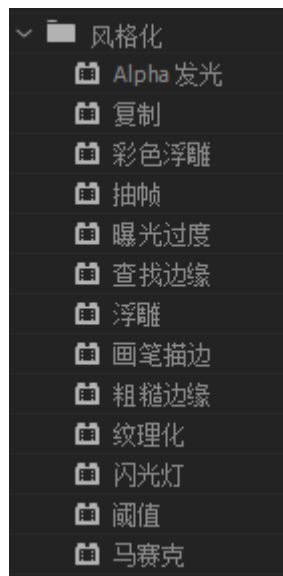 风格化
Alpha 发光
复制
彩色浮雕
抽帧
曝光过度
查找边缘
浮雕
画笔描边
粗糙边缘
纹理化
闪光灯
阈值
马赛克